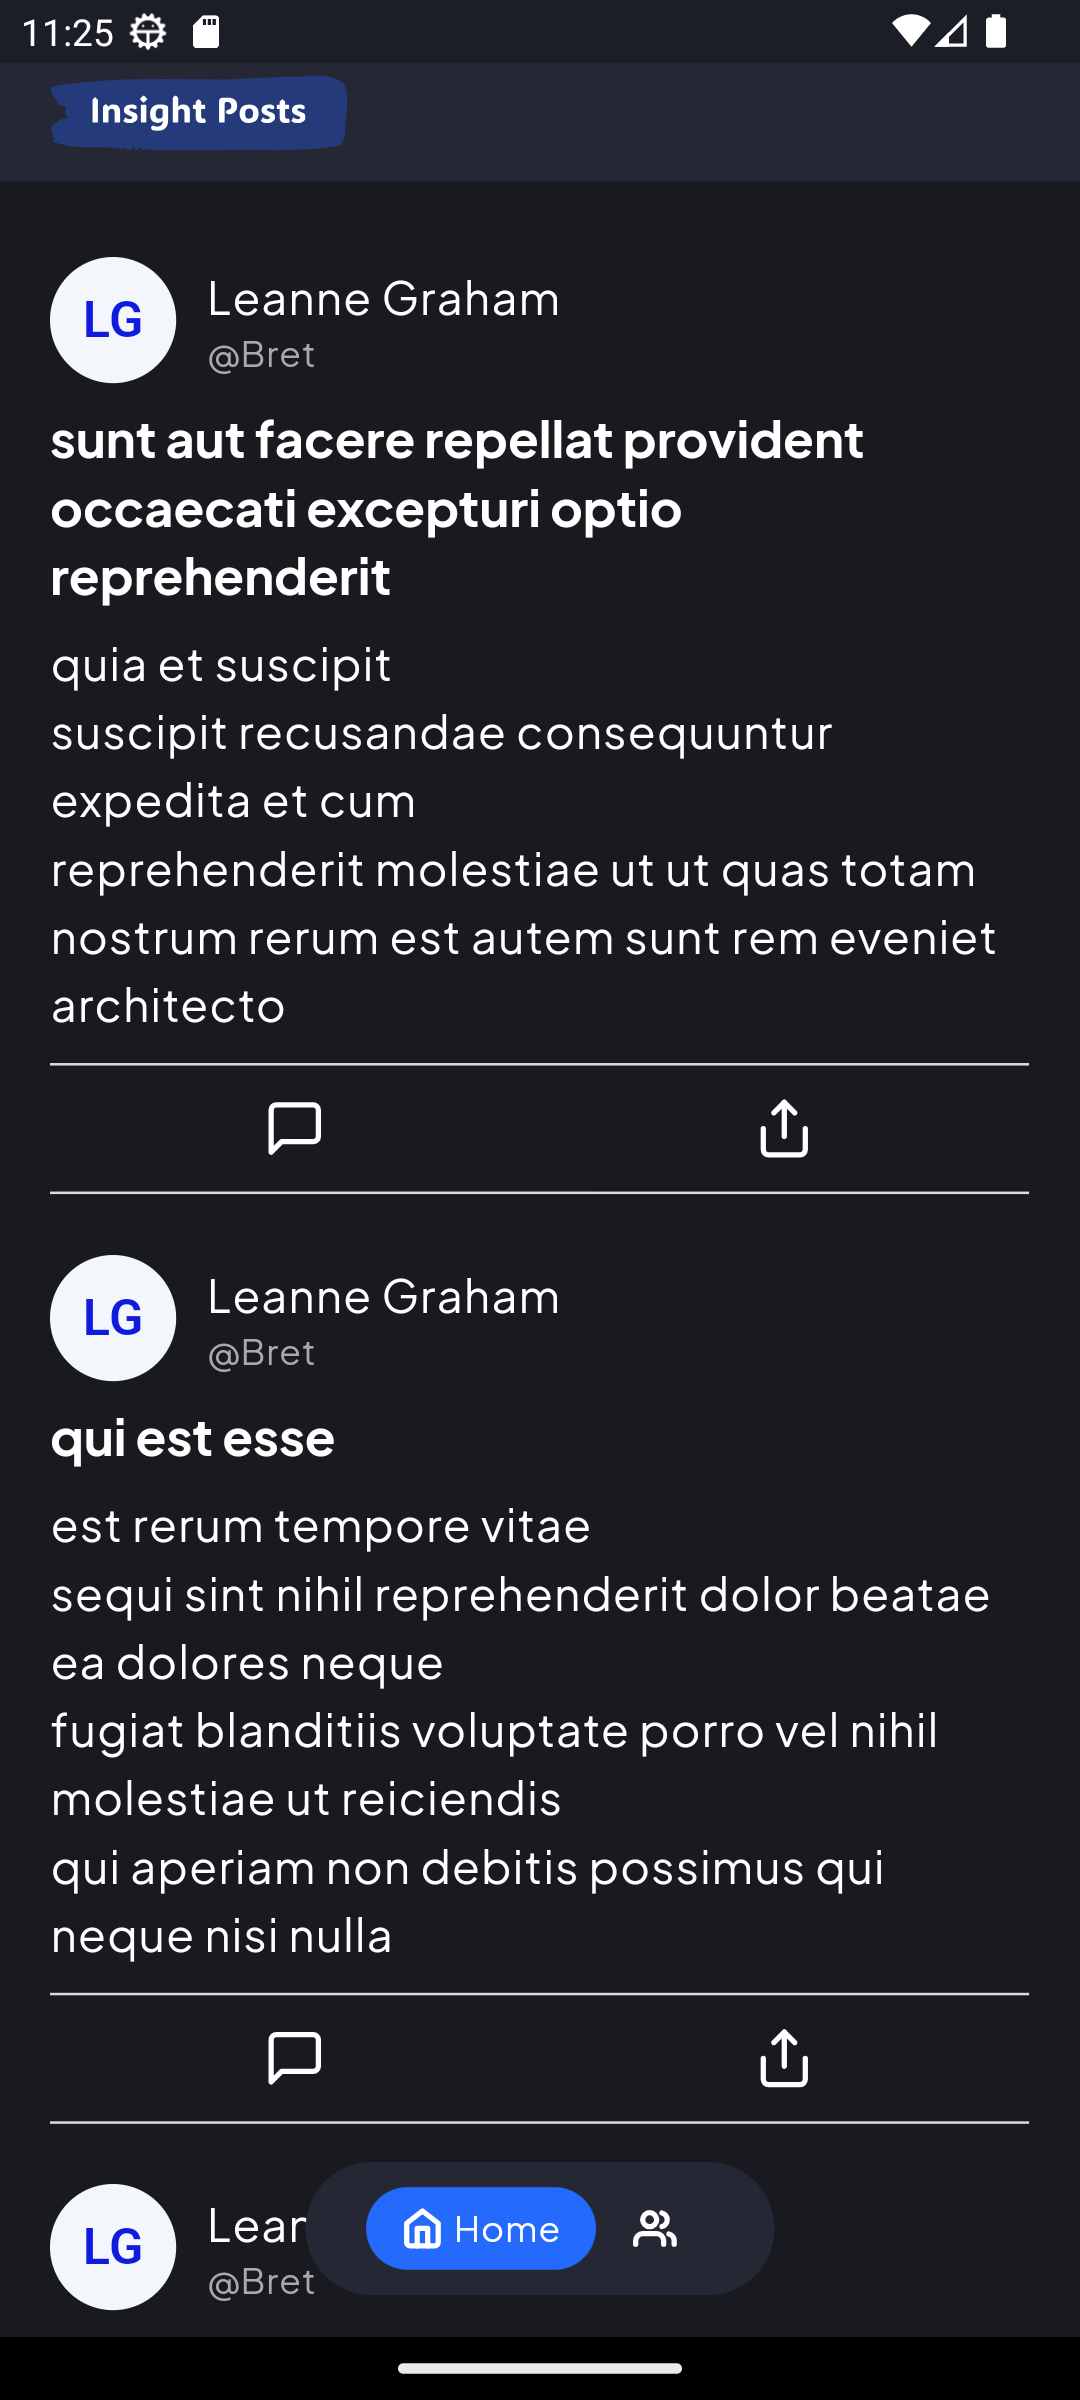 11:25
Insight Posts
LG
Leanne Graham
@Bret
sunt aut facere repellat provident
occaecati excepturi optio
reprehenderit
quia et suscipit
suscipit recusandae consequuntur
expedita et cum
reprehenderit molestiae ut ut quas totam
nostrum rerum est autem sunt rem eveniet
architecto
LG
Leanne Graham
@Bret
qui est esse
est rerum tempore vitae
sequi sint nihil reprehenderit dolor beatae
ea dolores neque
fugiat blanditiis voluptate porro vel nihil
molestiae ut reiciendis
qui aperiam non debitis possimus qui
neque nisi nulla
LG
@Bret
Home